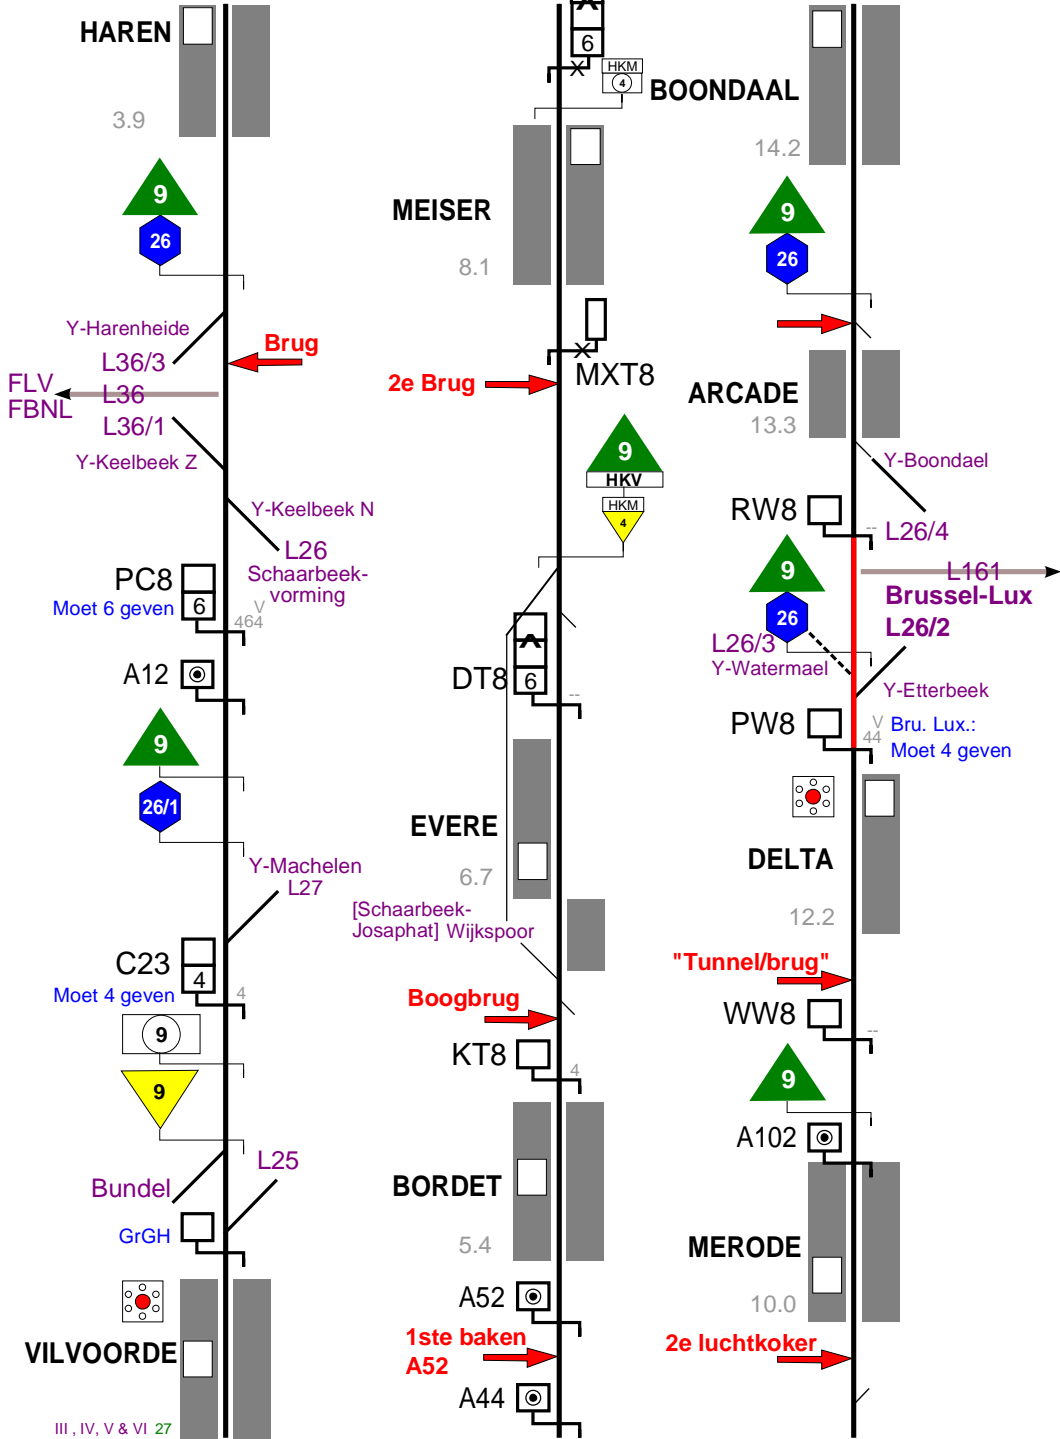 HAREN
3.9
9
26
Y-Harenheide
L36/3
Brug
FLV
L36
FBNL
L36/1
Y-Keelbeek Z
Y-Keelbeek N
L26
Schaarbeek-
vorming
PC8
Moet 6 geven
6
V
464
A12
9
26/1
Y-Machelen
L27
C23
Moet 4 geven
4
4
9
9
L25
Bundel
GrGH
VILVOORDE
III , IV, V & VI 27
A
6
X
HKM
4
MEISER
8.1
X
MXT8
2e Brug
9
HKV
HKM
4
DT8
A
6
--
EVERE
6.7
[Schaarbeek-
Josaphat] Wijkspoor
Boogbrug
KT8
4
BORDET
5.4
A52
1ste baken
A52
A44
BOONDAAL
14.2
9
26
ARCADE
13.3
Y-Boondael
RW8
--
L26/4
9
L161
Brussel-Lux
26
L26/2
L26/3
Y-Watermael
Y-Etterbeek
PW8
V
44
Bru. Lux.:
Moet 4 geven
DELTA
12.2
"Tunnel/brug"
WW8
--
9
A102
MERODE
10.0
2e luchtkoker